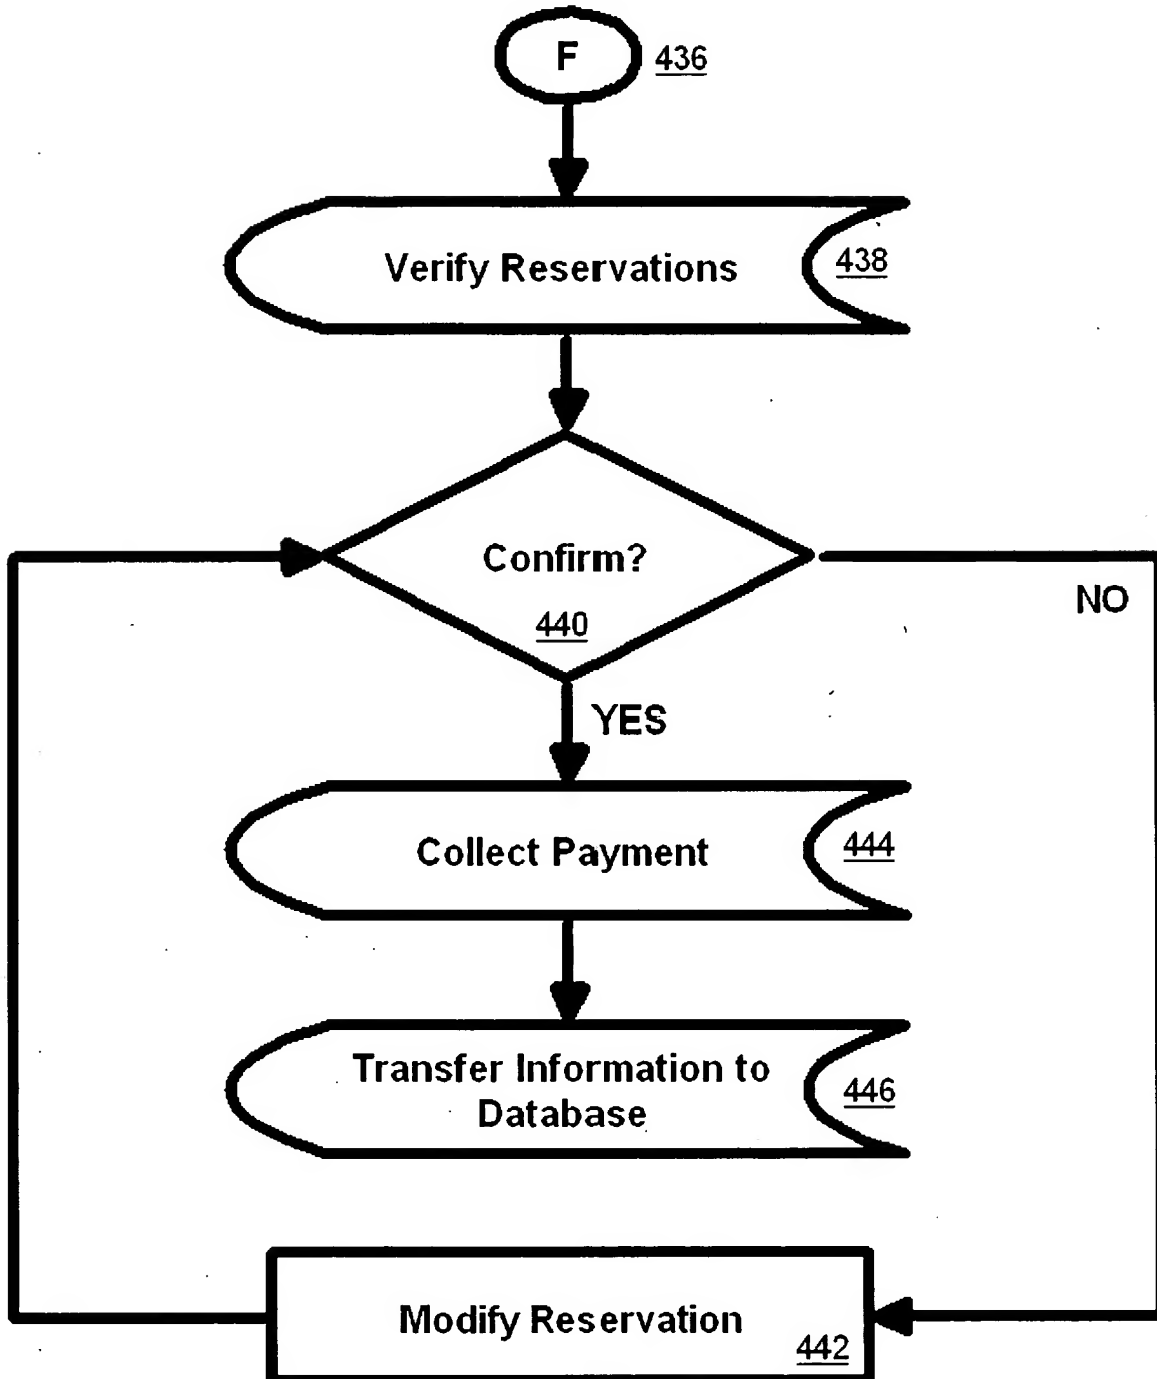 F
436
Verify Reservations
438
Confirm?
440
NO
YES
Collect Payment
444
Transfer Information to
Database
446
Modify Reservation
442